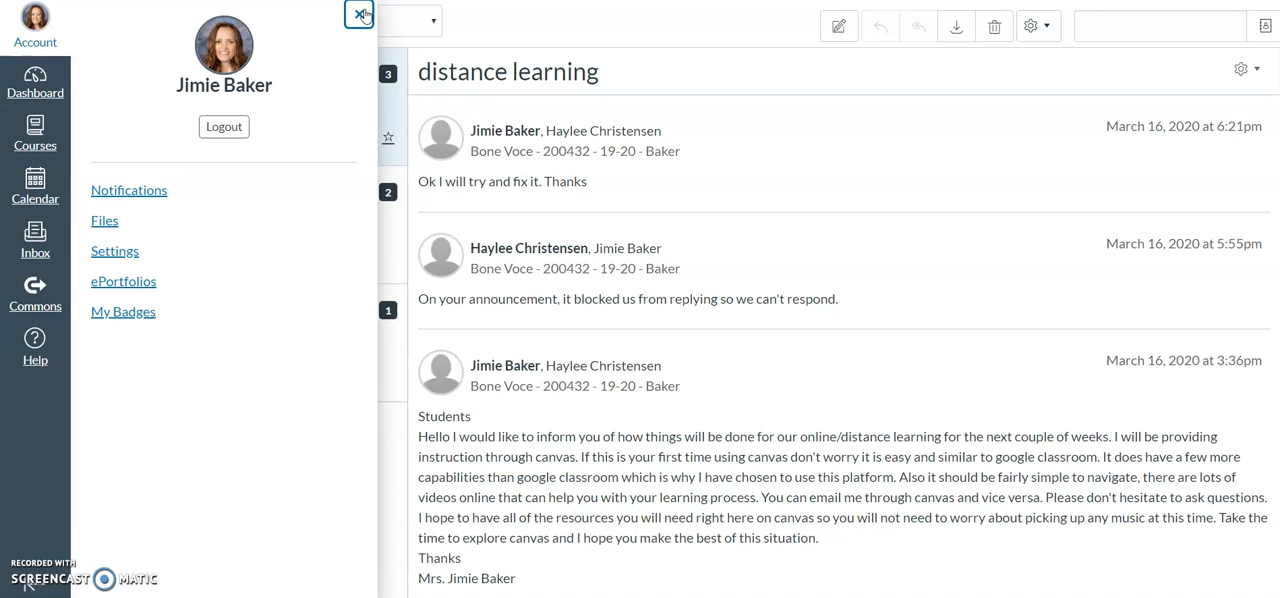 Account
Dashboard
Courses
Calendar
Inbox
Commons
Help
RECORDED WITH
SCREENCAST MATIC
Jimie Baker
Logout
Notifications
Files
Settings
ePortfolios
My Badges
3
2
1
distance learning
Jimie Baker, Haylee Christensen
March 16, 2020 at 6:21pm
Bone Voce - 200432 - 19-20 - Baker
Ok I will try and fix it. Thanks
Haylee Christensen, Jimie Baker
March 16, 2020 at 5:55pm
Bone Voce - 200432 - 19-20 - Baker
On your announcement, it blocked us from replying so we can't respond.
Jimie Baker, Haylee Christensen
March 16, 2020 at 3:36pm
Bone Voce - 200432 - 19-20 - Baker
Students
Hello I would like to inform you of how things will be done for our online/distance learning for the next couple of weeks. I will be providing
instruction through canvas. If this is your first time using canvas don't worry it is easy and similar to google classroom. It does have a few more
capabilities than google classroom which is why I have chosen to use this platform. Also it should be fairly simple to navigate, there are lots of
videos online that can help you with your learning process. You can email me through canvas and vice versa. Please don't hesitate to ask questions.
I hope to have all of the resources you will need right here on canvas so you will not need to worry about picking up any music at this time. Take the
time to explore canvas and I hope you make the best of this situation.
Thanks
Mrs. Jimie Baker